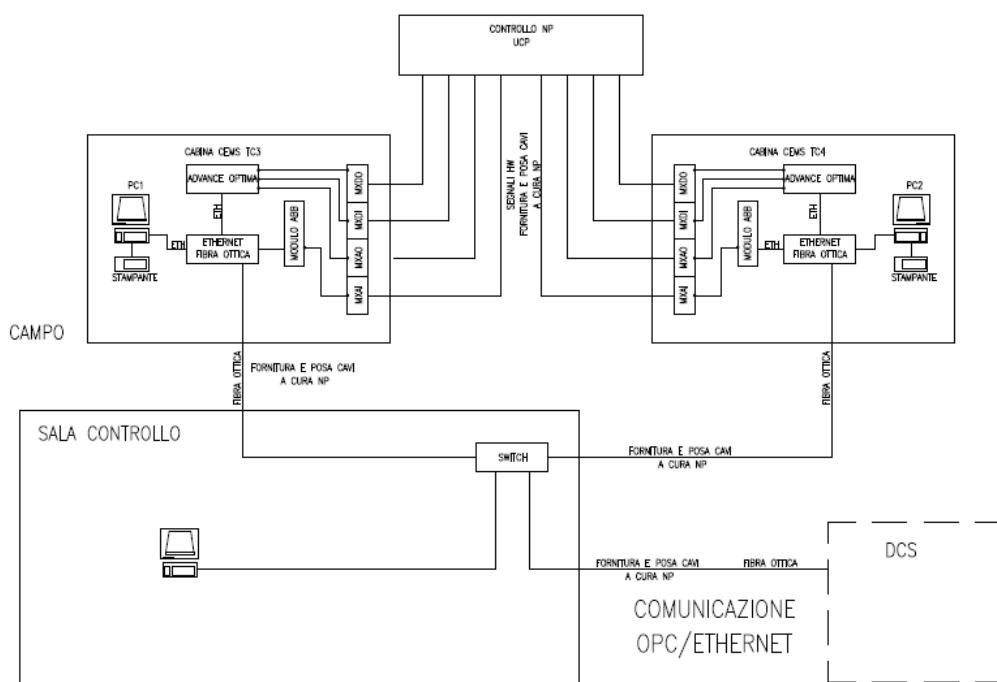 CONTROLLO NP
UCP
CABINA CEMS TC3
ADVANCE OPTIMA
PC1
ETH
ETH
ETHERNET
FIBRA OTTICA
STAMPANTE
MODULO ABB
MXDO
MXDI
MXAO
MXAI
SEGNALI HW
FORNITURA E POSA CAVI
A CURA NP
CABINA CEMS TC4
ADVANCE OPTIMA
PC2
ETH
ETH
ETHERNET
FIBRA OTTICA
STAMPANTE
MODULO ABB
MXDO
MXDI
MXAO
MXAI
CAMPO
FIBRA OTTICA
FORNITURA E POSA CAVI
A CURA NP
FIBRA OTTICA
SALA CONTROLLO
SWITCH
FORNITURA E POSA CAVI
A CURA NP
FORNITURA E POSA CAVI
A CURA NP
FIBRA OTTICA
DCS
COMUNICAZIONE
OPC/ETHERNET